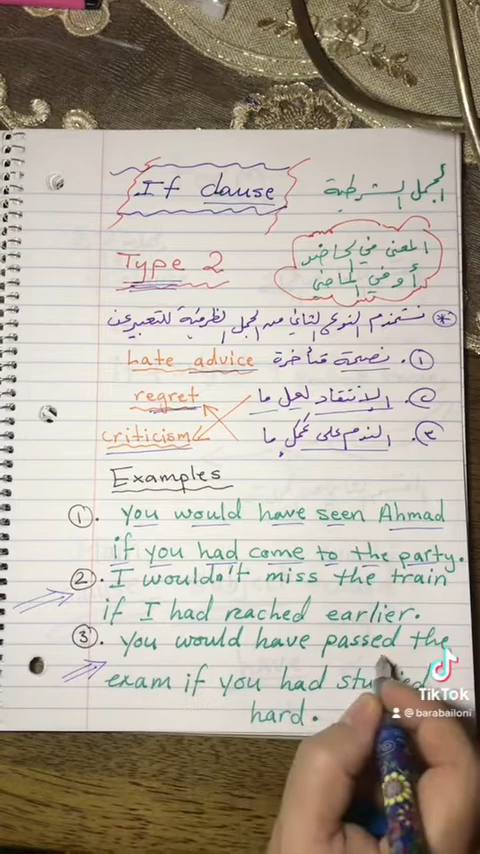 If clause
الجمل الشرطية
Type 2
المعنى في الحاضر
أو في الماضي
* نستخدم النوع الثاني من الجمل الظرفية للتعبير عن
١. نصيحة متأخرة late advice
٢. الإنتقاد لعمل ما regret
٣. الندم على عمل ما criticism
Examples
1. you would have seen Ahmad
if you had come to the party.
2. I wouldn't miss the train
if I had reached earlier.
3. you would have passed the
exam if you had studied
hard.
TikTok
@barabailoni